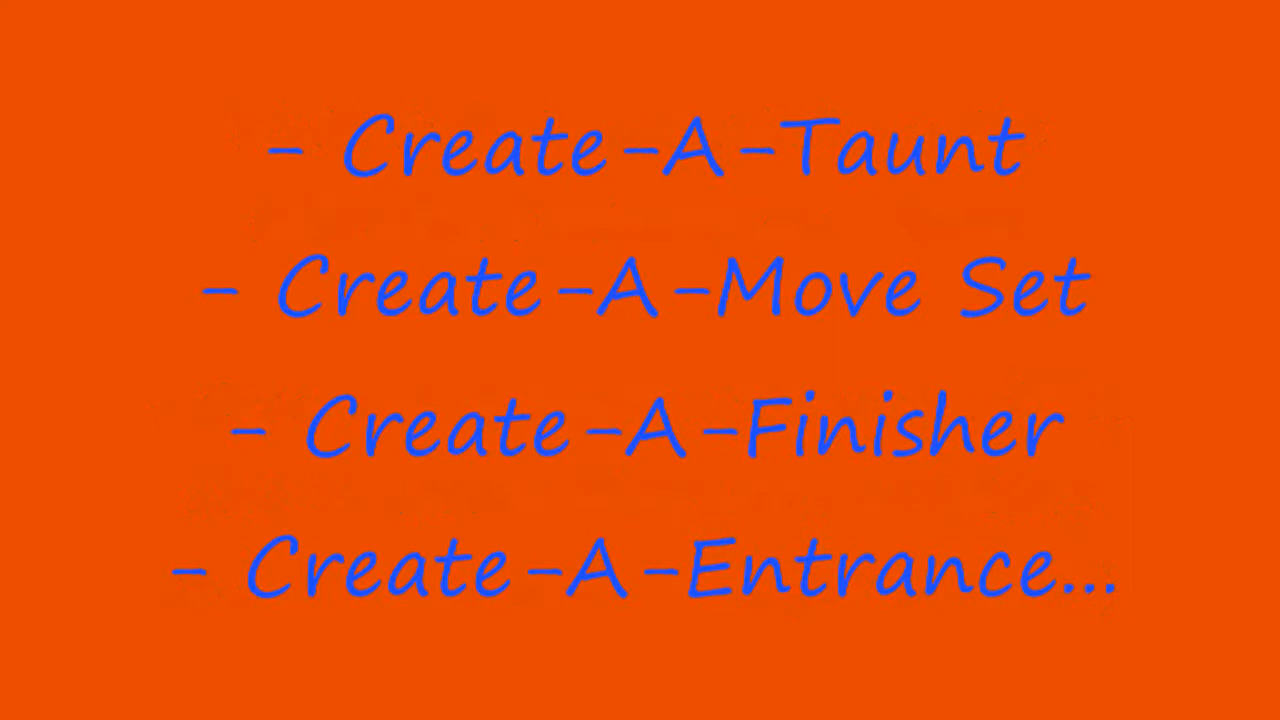 - Create-A-Taunt
- Create-A-Move Set
- Create-A-Finisher
- Create-A-Entrance...